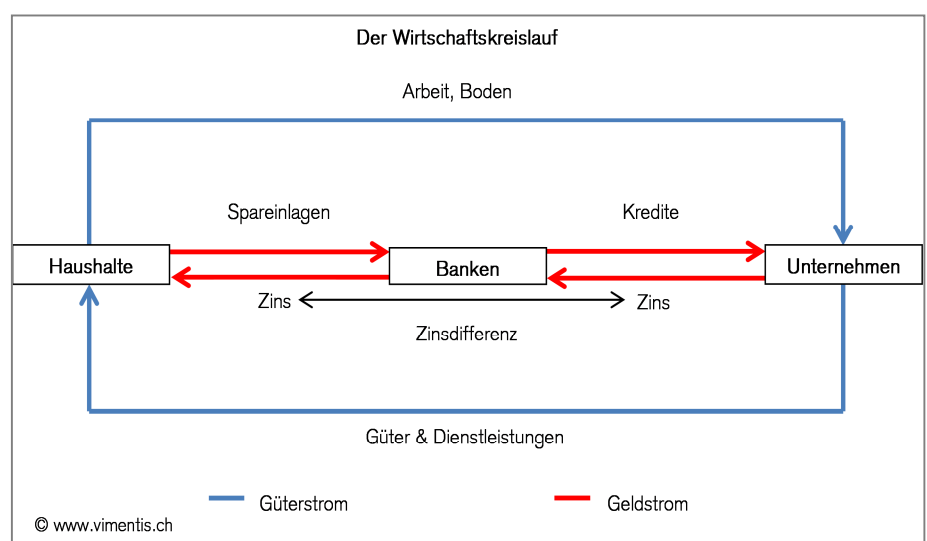 Der Wirtschaftskreislauf
Arbeit, Boden
Spareinlagen
Kredite
Haushalte
Banken
Unternehmen
Zins
Zins
Zinsdifferenz
Güter & Dienstleistungen
Güterstrom
Geldstrom
© www.vimentis.ch